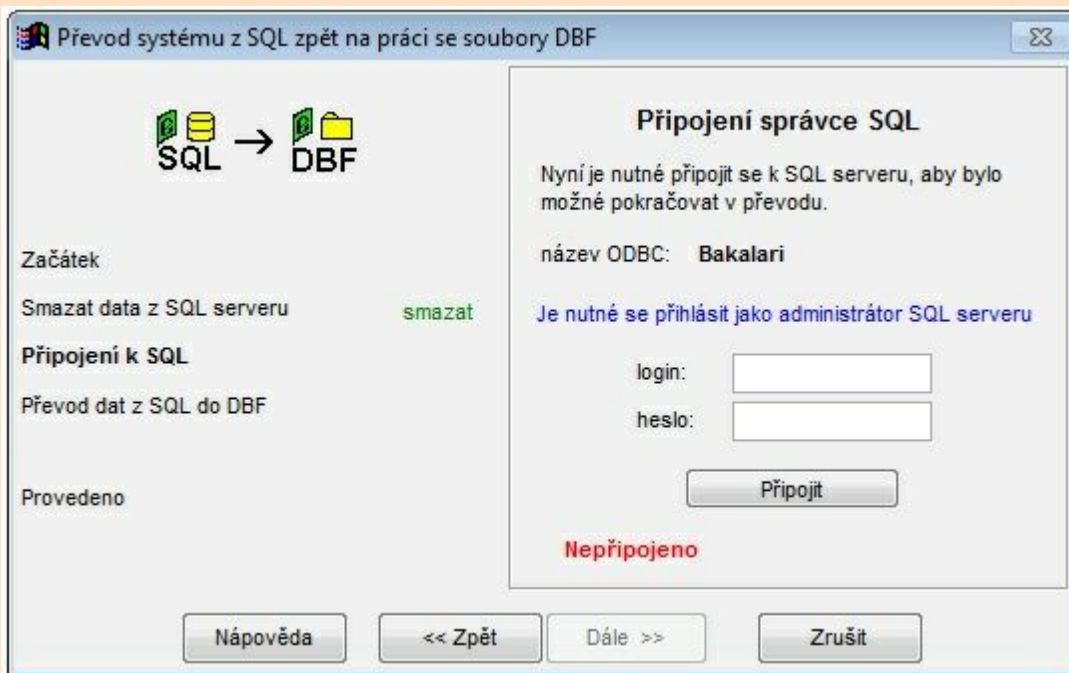 Převod systému z SQL zpět na práci se soubory DBF
SQL → DBF
Začátek
Smazat data z SQL serveru smazat
Připojení k SQL
Převod dat z SQL do DBF
Provedeno
Připojení správce SQL
Nyní je nutné připojit se k SQL serveru, aby bylo
možné pokračovat v převodu.
název ODBC: Bakalari
Je nutné se přihlásit jako administrátor SQL serveru
login:
heslo:
Připojit
Nepřipojeno
Nápověda << Zpět Dále >> Zrušit